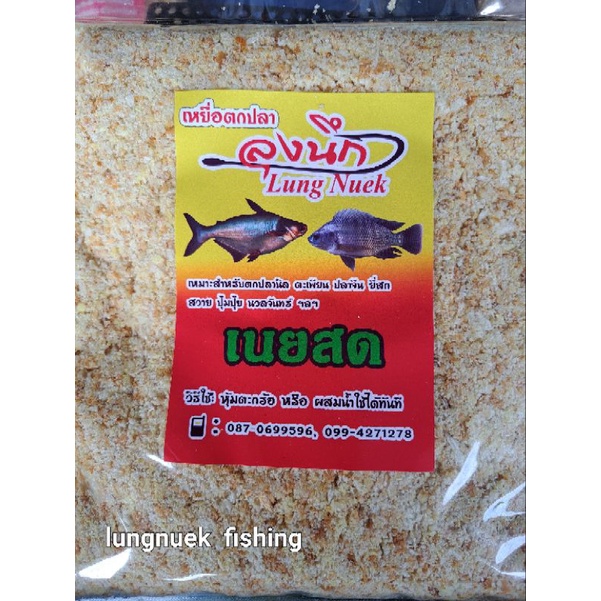 เหยื่อตกปลา
ลุงนึก
Lung Nuek
เหมาะสำหรับตกปลานิล ตะเพียน ปลาจีน ยี่สก
สวาย ปุ้มปุ้ย นวลจันทร์ ฯลฯ
เนยสด
วิธีใช้: หุ้มตะกร้อ หรือ ผสมน้ำใช้ได้ทันที
: 087-0699596, 099-4271278
lungnuek fishing